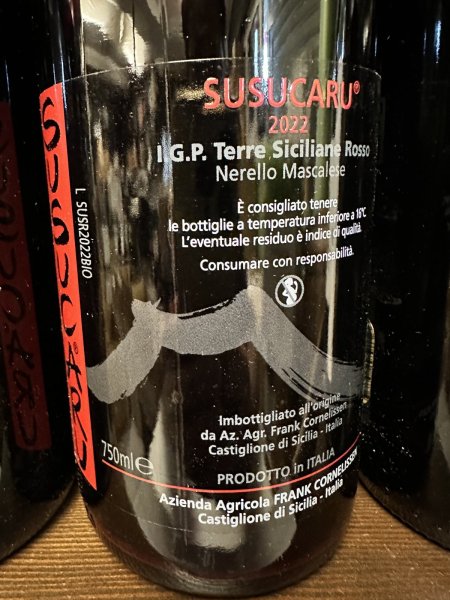 SUSUCARU®
2022
I.G.P. Terre Siciliane Rosso
Nerello Mascalese
È consigliato tenere
le bottiglie a temperatura inferiore a 16°C
L'eventuale residuo è indice di qualità.
Consumare con responsabilità.
Imbottigliato all'origine
da Az. Agr. Frank Cornelissen
Castiglione di Sicilia - Italia
750ml e
PRODOTTO in ITALIA
Azienda Agricola FRANK CORNELISSEN
Castiglione di Sicilia - Italia
L SUSR2022BIO
SUSUCARU®